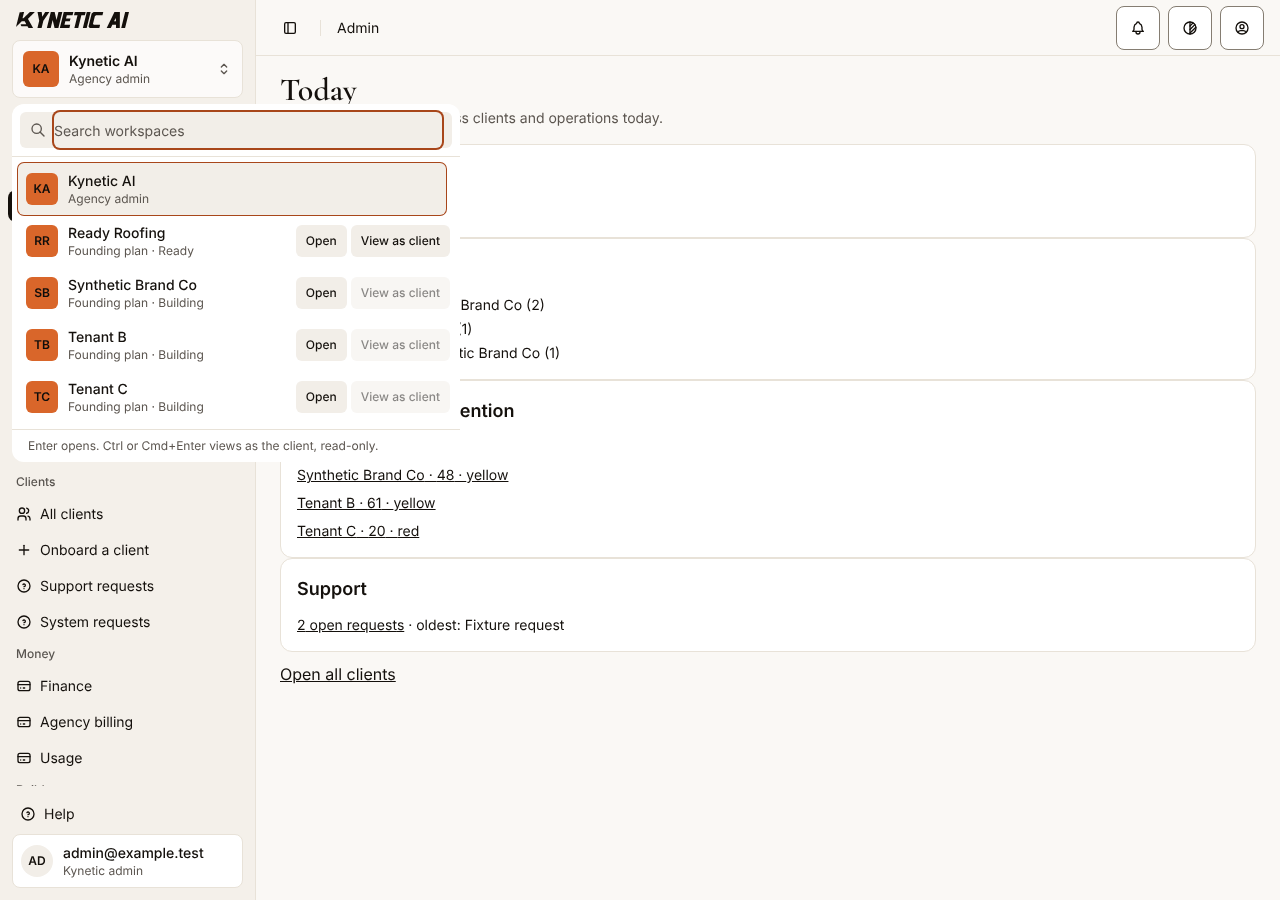 KYNETIC AI
KA
Kynetic AI
Agency admin
Admin
Today
ss clients and operations today.
Search workspaces
KA
Kynetic AI
Agency admin
RR
Ready Roofing
Founding plan · Ready
Open
View as client
SB
Synthetic Brand Co
Founding plan · Building
Open
View as client
TB
Tenant B
Founding plan · Building
Open
View as client
TC
Tenant C
Founding plan · Building
Open
View as client
Enter opens. Ctrl or Cmd+Enter views as the client, read-only.
Brand Co (2)
(1)
tic Brand Co (1)
ention
Synthetic Brand Co · 48 · yellow
Tenant B · 61 · yellow
Tenant C · 20 · red
Support
2 open requests · oldest: Fixture request
Open all clients
Clients
All clients
Onboard a client
Support requests
System requests
Money
Finance
Agency billing
Usage
Help
AD
admin@example.test
Kynetic admin